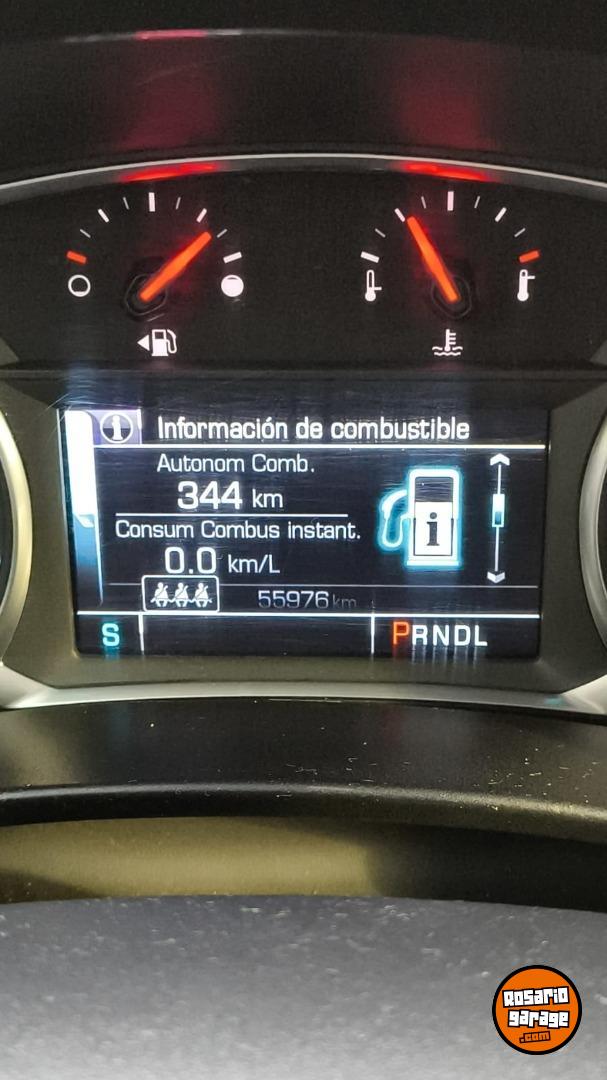 Información de combustible
Autonom Comb.
344 km
Consum Combus instant.
0.0 km/L
55976 km
S
PRNDL
Rosario
garage
.com